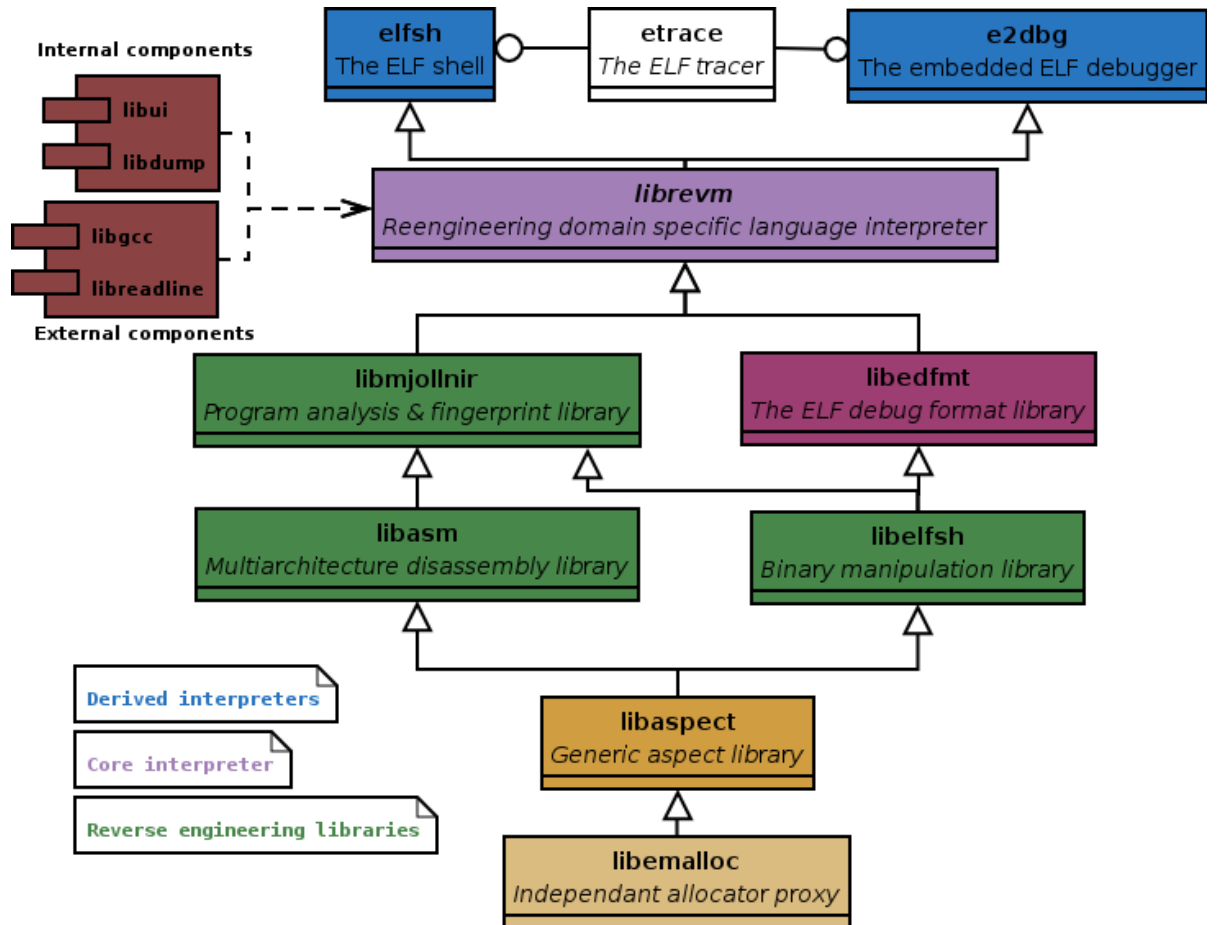 elfsh
The ELF shell
etrace
The ELF tracer
e2dbg
The embedded ELF debugger
Internal components
libui
libdump
libgcc
libreadline
External components
librevm
Reengineering domain specific language interpreter
libmjollnir
Program analysis & fingerprint library
libedfmt
The ELF debug format library
libasm
Multiarchitecture disassembly library
libelfsh
Binary manipulation library
Derived interpreters
Core interpreter
Reverse engineering libraries
libaspect
Generic aspect library
libemalloc
Independant allocator proxy